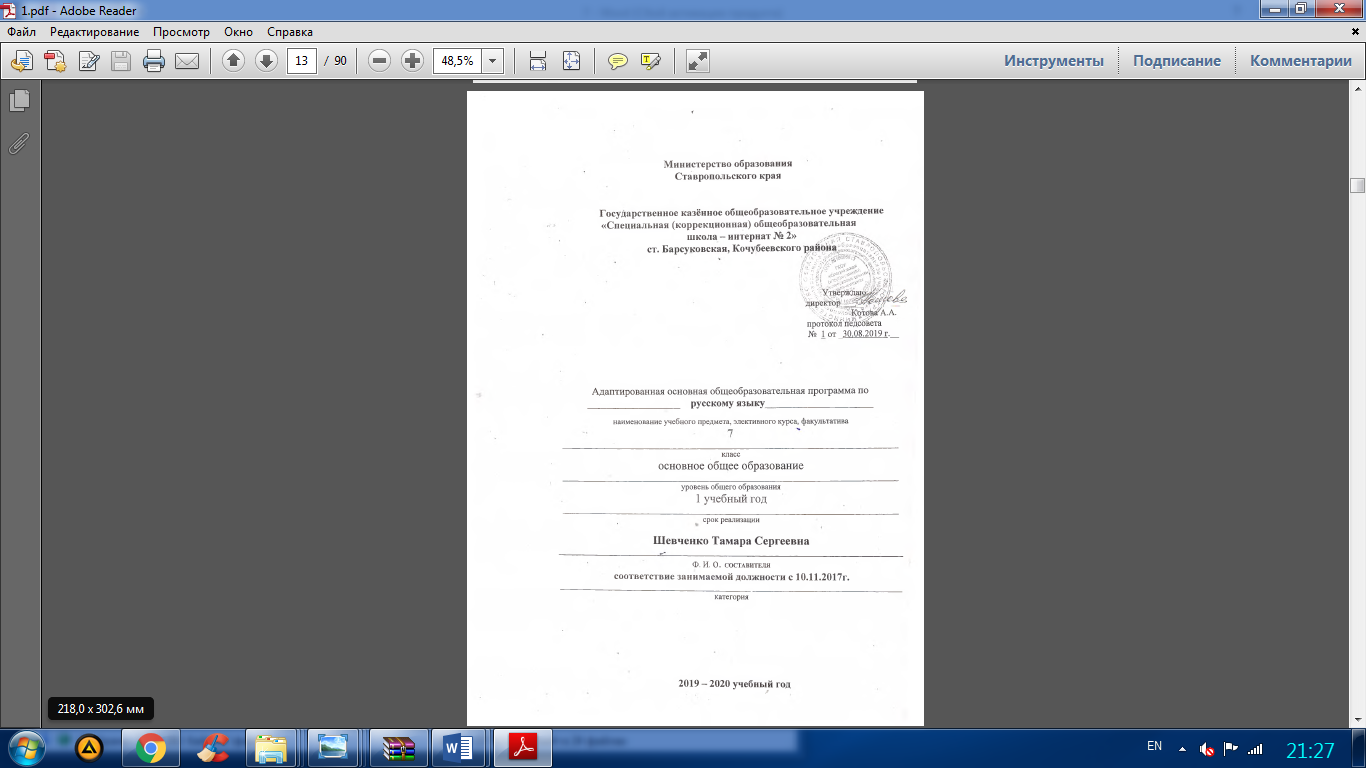 1.pdf - Adobe Reader
Файл Редактирование Просмотр Окно Справка
13 / 90 48,5% Инструменты Подписание Комментарии
Министерство образования
Ставропольского края
Государственное казённое общеобразовательное учреждение
«Специальная (коррекционная) общеобразовательная
школа – интернат № 2»
ст. Барсуковская, Кочубеевского района
Утверждаю
директор
Котова А.А.
протокол педсовета
№ 1 от 30.08.2019 г.
Адаптированная основная общеобразовательная программа по
русскому языку
наименование учебного предмета, элективного курса, факультатива
7
класс
основное общее образование
уровень общего образования
1 учебный год
срок реализации
Шевченко Тамара Сергеевна
Ф. И. О. составителя
соответствие занимаемой должности с 10.11.2017г.
категория
2019 – 2020 учебный год
218,0 x 302,6 мм
EN 21:27